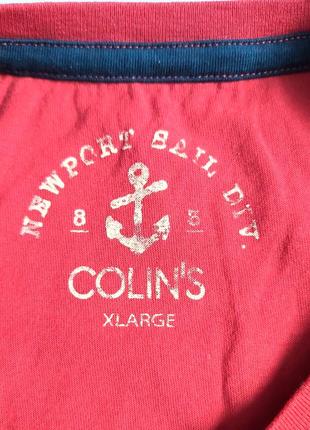 NEWPORT SAIL DIV.
8 8
COLIN'S
XLARGE